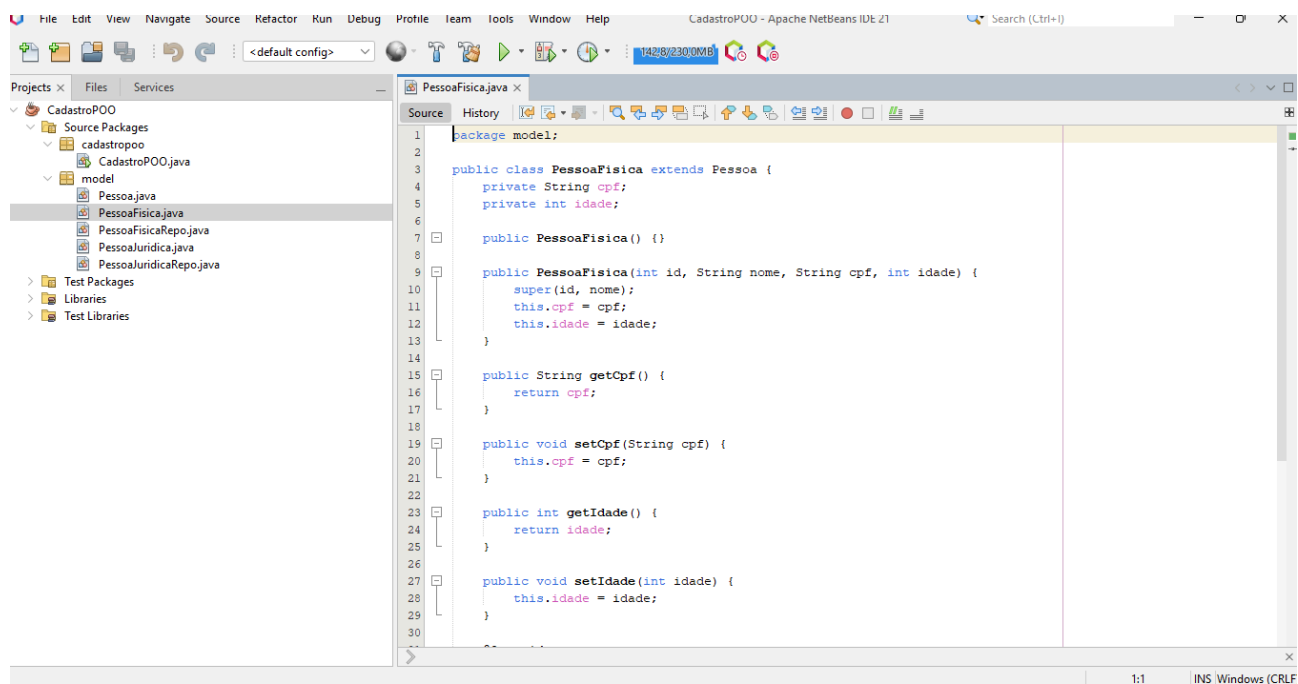 File Edit View Navigate Source Refactor Run Debug Profile Team Tools Window Help CadastroPOO - Apache NetBeans IDE 21 Search (Ctrl+I)
<default config> 142,8/230,0MB
Projects Files Services
CadastroPOO
Source Packages
cadastropoo
CadastroPOO.java
model
Pessoa.java
PessoaFisica.java
PessoaFisicaRepo.java
PessoaJuridica.java
PessoaJuridicaRepo.java
Test Packages
Libraries
Test Libraries
PessoaFisica.java
Source History
1 package model;
2
3 public class PessoaFisica extends Pessoa {
4 private String cpf;
5 private int idade;
6
7 public PessoaFisica() {}
8
9 public PessoaFisica(int id, String nome, String cpf, int idade) {
10 super(id, nome);
11 this.cpf = cpf;
12 this.idade = idade;
13 }
14
15 public String getCpf() {
16 return cpf;
17 }
18
19 public void setCpf(String cpf) {
20 this.cpf = cpf;
21 }
22
23 public int getIdade() {
24 return idade;
25 }
26
27 public void setIdade(int idade) {
28 this.idade = idade;
29 }
30
1:1 INS Windows (CRLF